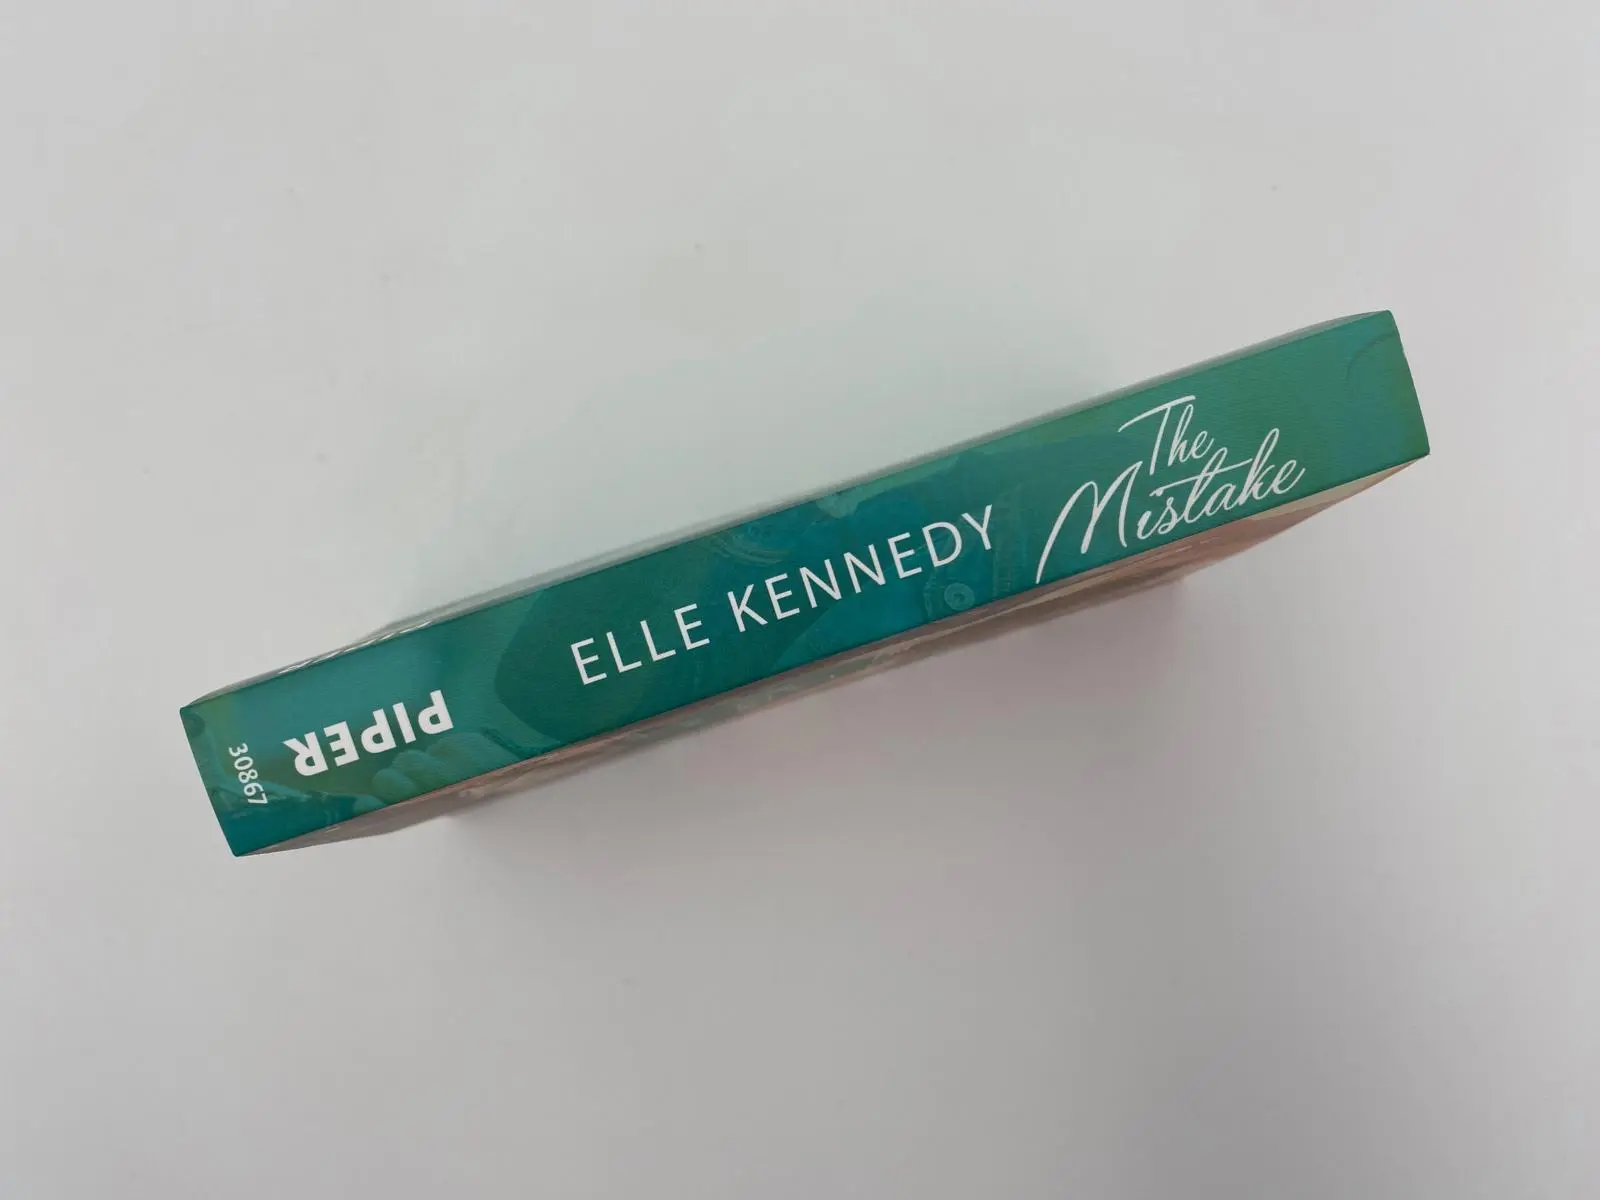 The
Mistake
ELLE KENNEDY
PIPER
30867